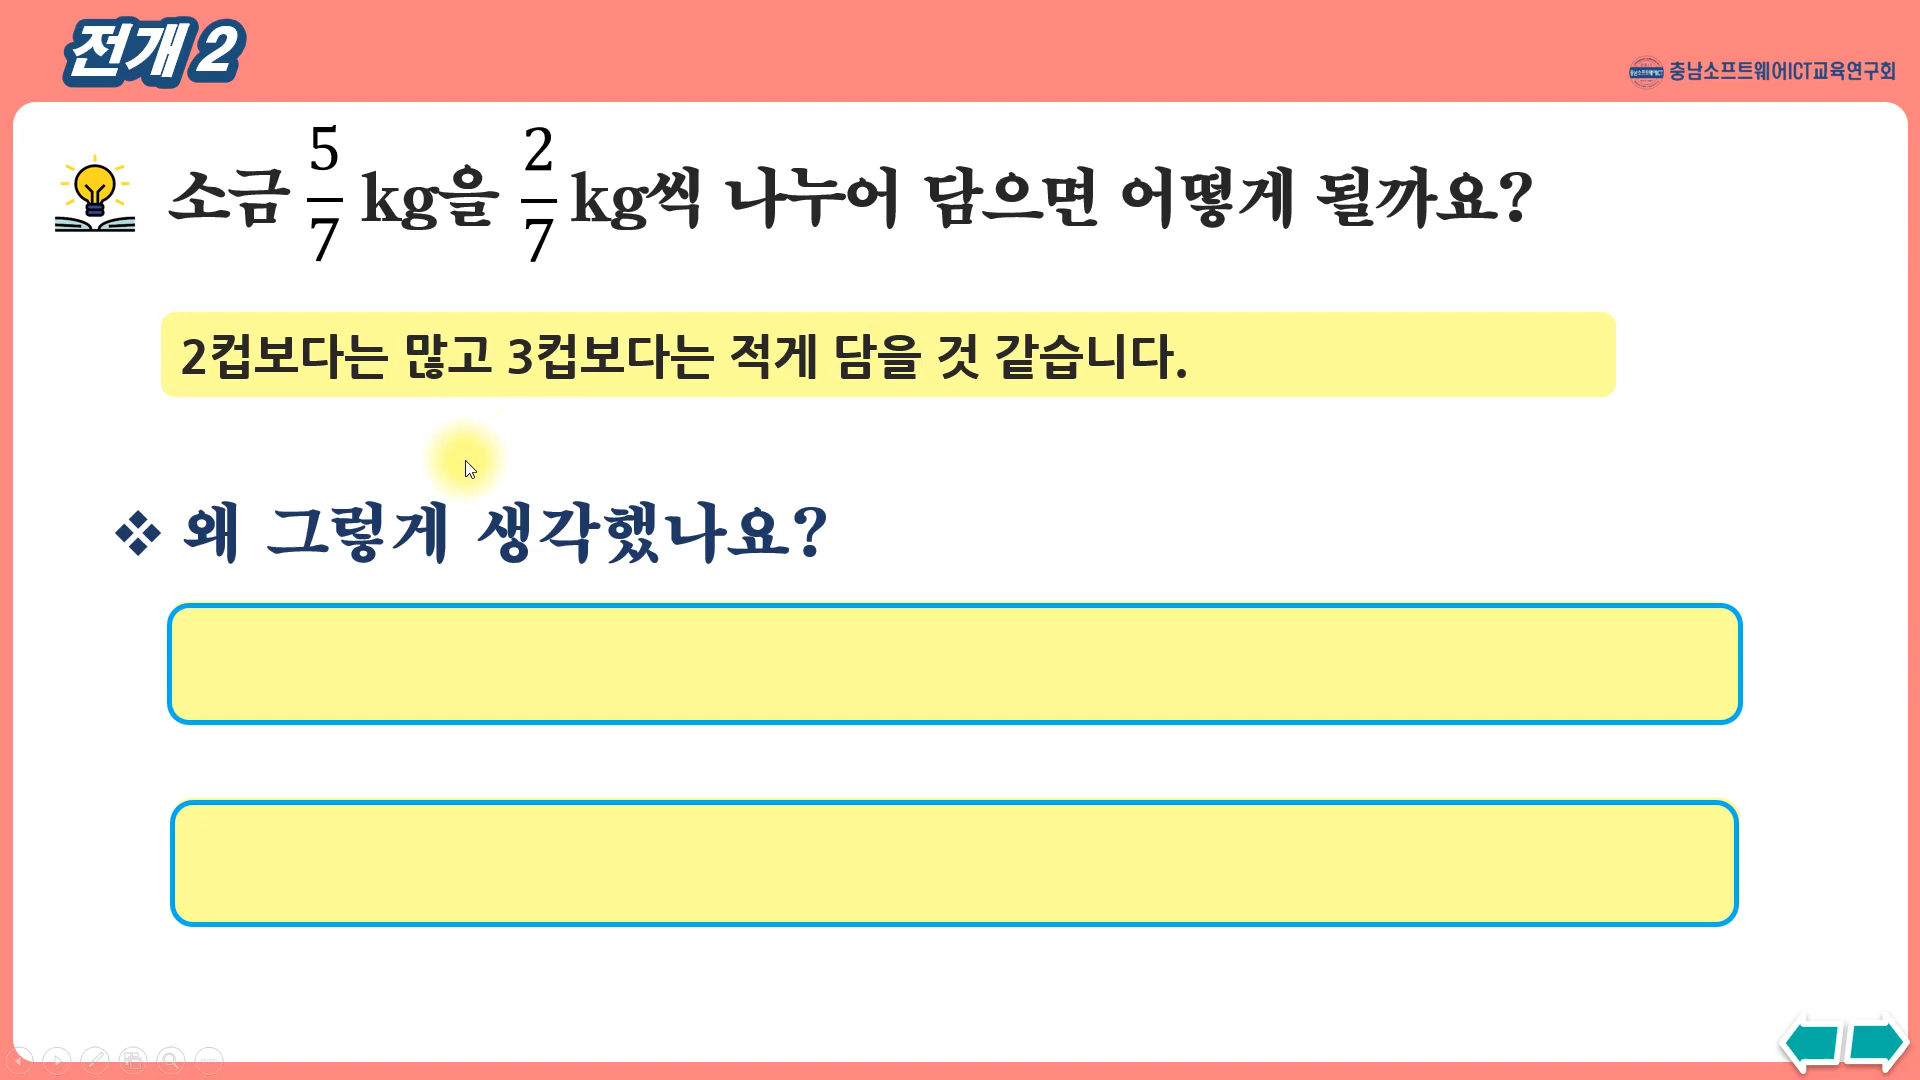 전개 2
충남소프트웨어ICT교육연구회
소금 5/7 kg을 2/7 kg씩 나누어 담으면 어떻게 될까요?
2컵보다는 많고 3컵보다는 적게 담을 것 같습니다.
❖ 왜 그렇게 생각했나요?